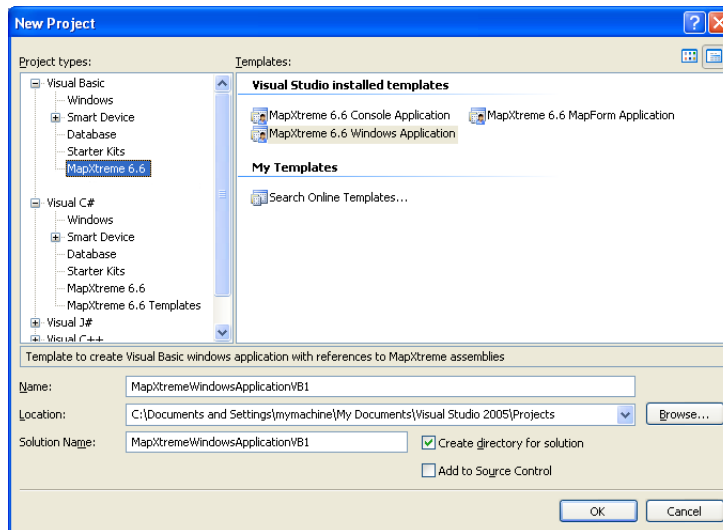 New Project
Project types:
Templates:
Visual Basic
Windows
Smart Device
Database
Starter Kits
MapXtreme 6.6
Visual C#
Windows
Smart Device
Database
Starter Kits
MapXtreme 6.6
MapXtreme 6.6 Templates
Visual J#
Visual C++
Visual Studio installed templates
MapXtreme 6.6 Console Application
MapXtreme 6.6 MapForm Application
MapXtreme 6.6 Windows Application
My Templates
Search Online Templates...
Template to create Visual Basic windows application with references to MapXtreme assemblies
Name:
MapXtremeWindowsApplicationVB1
Location:
C:\Documents and Settings\mymachine\My Documents\Visual Studio 2005\Projects
Browse...
Solution Name:
MapXtremeWindowsApplicationVB1
Create directory for solution
Add to Source Control
OK
Cancel